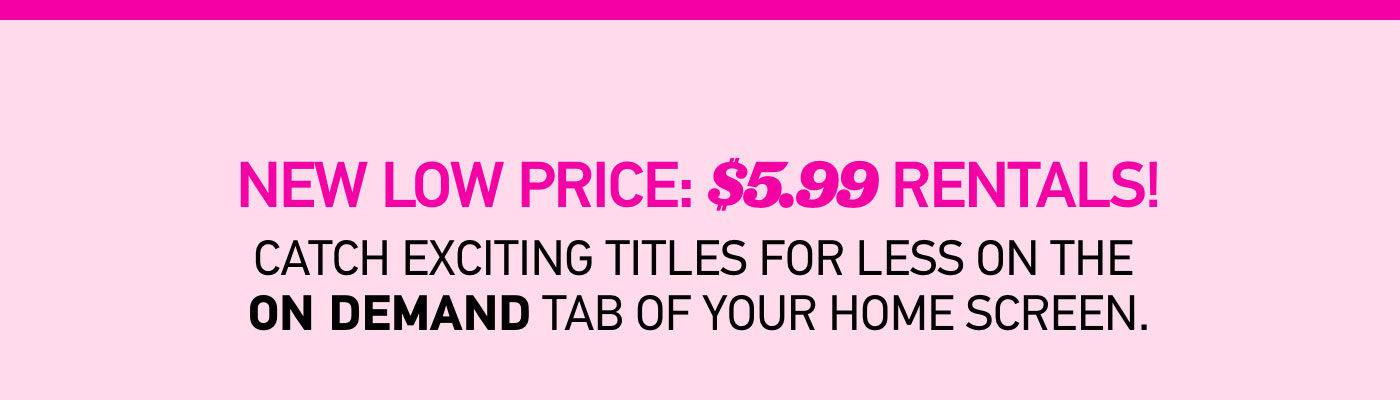 NEW LOW PRICE: $5.99 RENTALS!
CATCH EXCITING TITLES FOR LESS ON THE
ON DEMAND TAB OF YOUR HOME SCREEN.